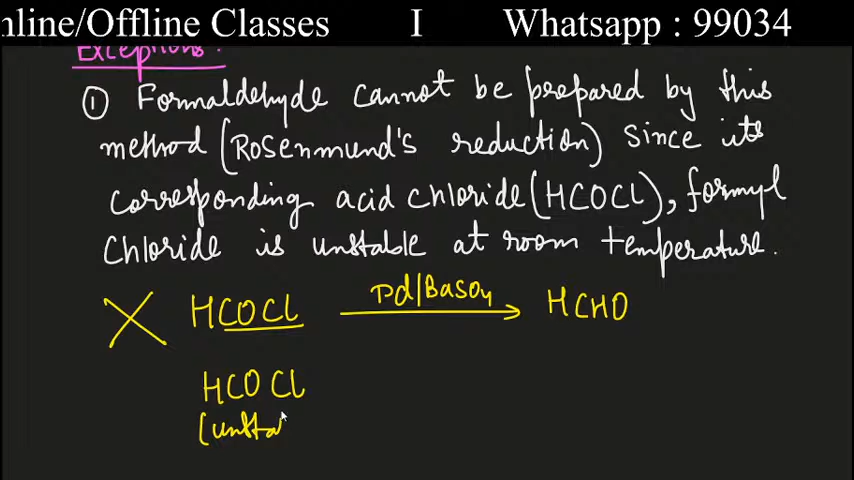 nline/Offline Classes I Whatsapp : 99034
Exceptions:
① Formaldehyde cannot be prepared by this
method (Rosenmund's reduction) since its
corresponding acid chloride (HCOCl), formyl
Chloride is unstable at room temperature.
HCOCl Pd/BaSO4 HCHO
HCOCl
(unsta